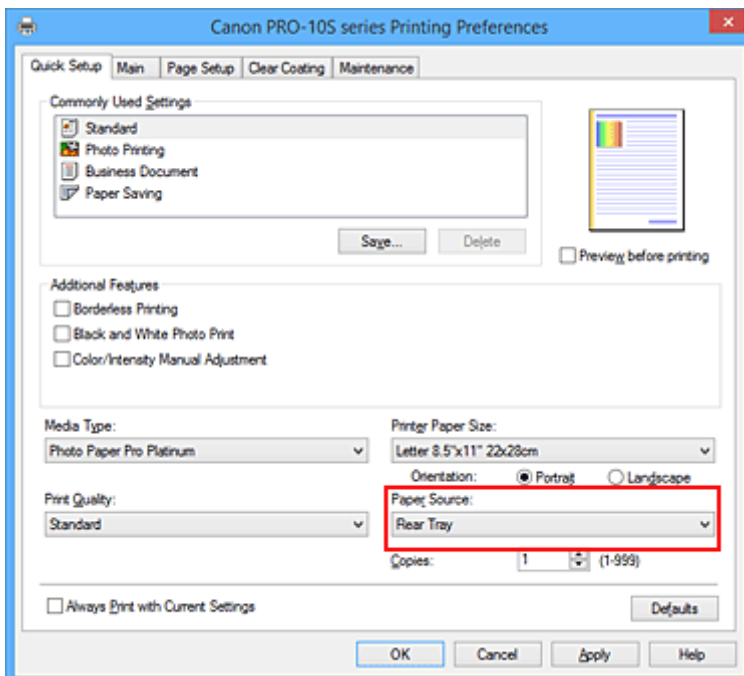 Canon PRO-10S series Printing Preferences
Quick Setup Main Page Setup Clear Coating Maintenance
Commonly Used Settings
Standard
Photo Printing
Business Document
Paper Saving
Save... Delete
Preview before printing
Additional Features
Borderless Printing
Black and White Photo Print
Color/Intensity Manual Adjustment
Media Type: Printer Paper Size:
Photo Paper Pro Platinum Letter 8.5"x11" 22x28cm
Orientation: Portrait Landscape
Print Quality: Paper Source:
Standard Rear Tray
Copies: 1 (1-999)
Always Print with Current Settings Defaults
OK Cancel Apply Help